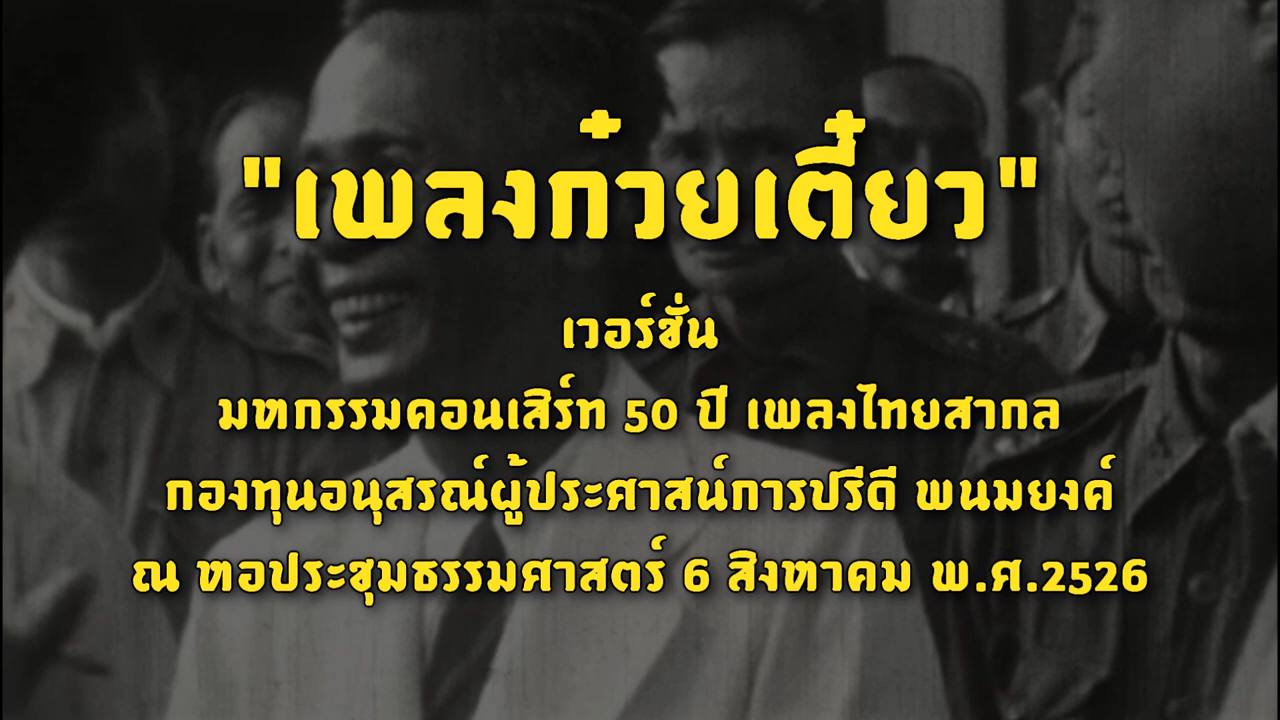 "เพลงก๋วยเตี๋ยว"
เวอร์ชั่น
มหกรรมคอนเสิร์ท 50 ปี เพลงไทยสากล
กองทุนอนุสรณ์ผู้ประศาสน์การปรีดี พนมยงค์
ณ หอประชุมธรรมศาสตร์ 6 สิงหาคม พ.ศ.2526